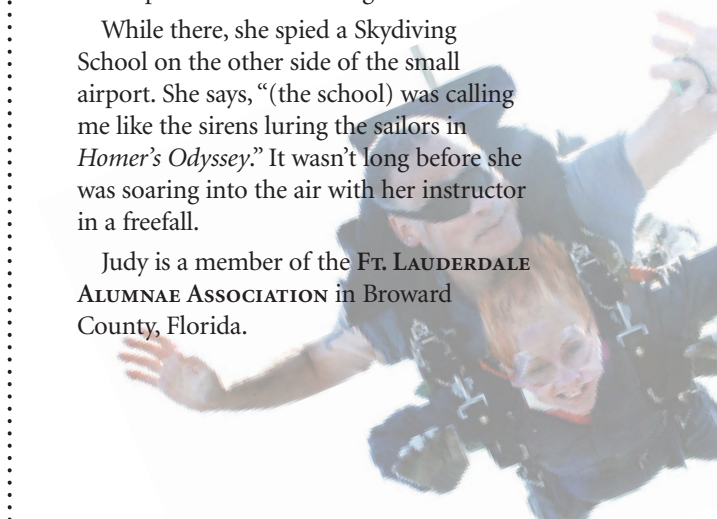 While there, she spied a Skydiving
School on the other side of the small
airport. She says, “(the school) was calling
me like the sirens luring the sailors in
Homer's Odyssey.” It wasn't long before she
was soaring into the air with her instructor
in a freefall.
Judy is a member of the FT. LAUDERDALE
ALUMNAE ASSOCIATION in Broward
County, Florida.